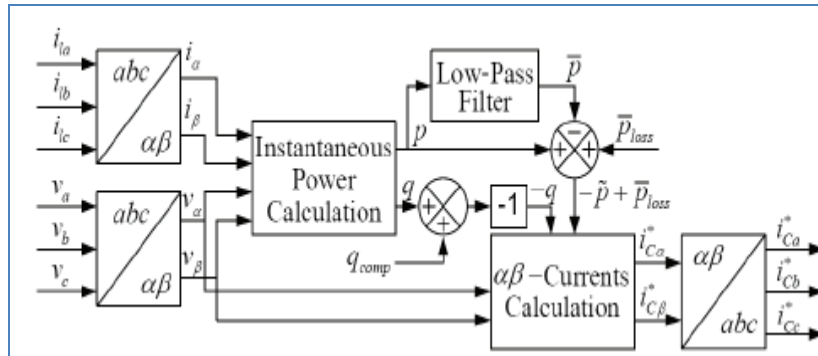 i_la
i_lb
i_lc
abc
αβ
i_α
i_β
v_a
v_b
v_c
abc
αβ
v_α
v_β
Instantaneous
Power
Calculation
p
q
Low-Pass
Filter
p̅
−
+ +
p̅_loss
+
+
q_comp
-1
−q
−p̃ + p̅_loss
αβ−Currents
Calculation
i*_Cα
i*_Cβ
αβ
abc
i*_Ca
i*_Cb
i*_Cc